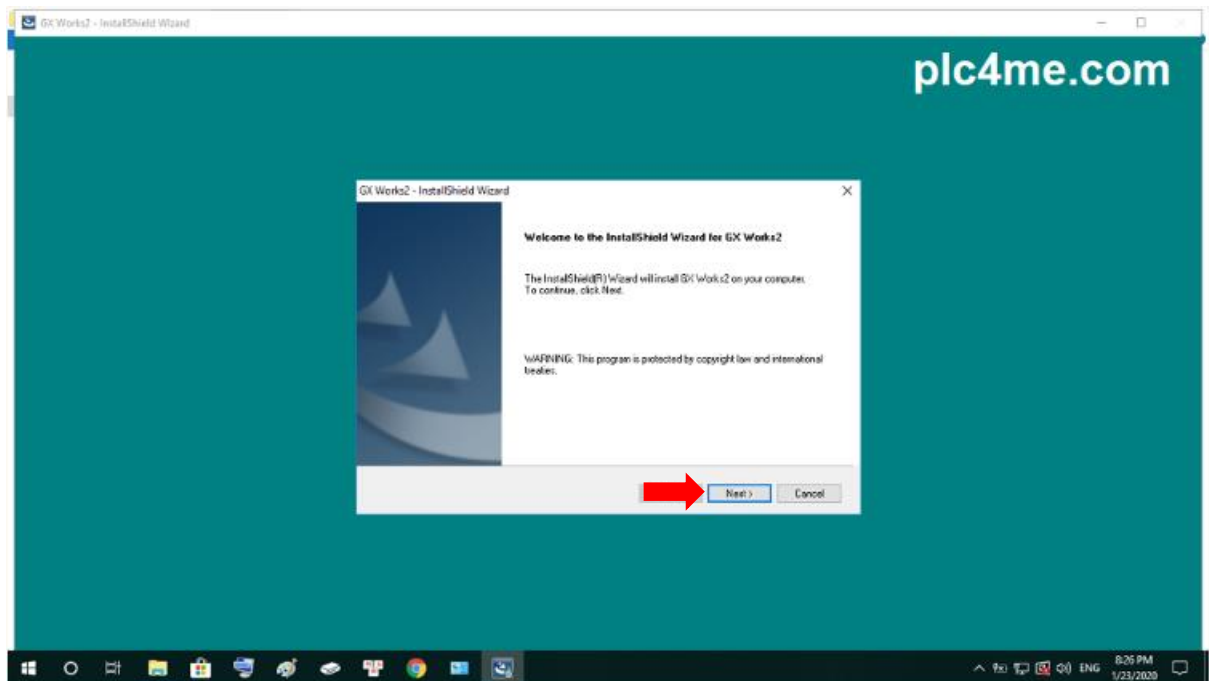 GX Works2 - InstallShield Wizard
plc4me.com
GX Works2 - InstallShield Wizard
Welcome to the InstallShield Wizard for GX Works2
The InstallShield(R) Wizard will install GX Works2 on your computer.
To continue, click Next.
WARNING: This program is protected by copyright law and international
treaties.
Next >
Cancel
ENG
8:26 PM
1/23/2020